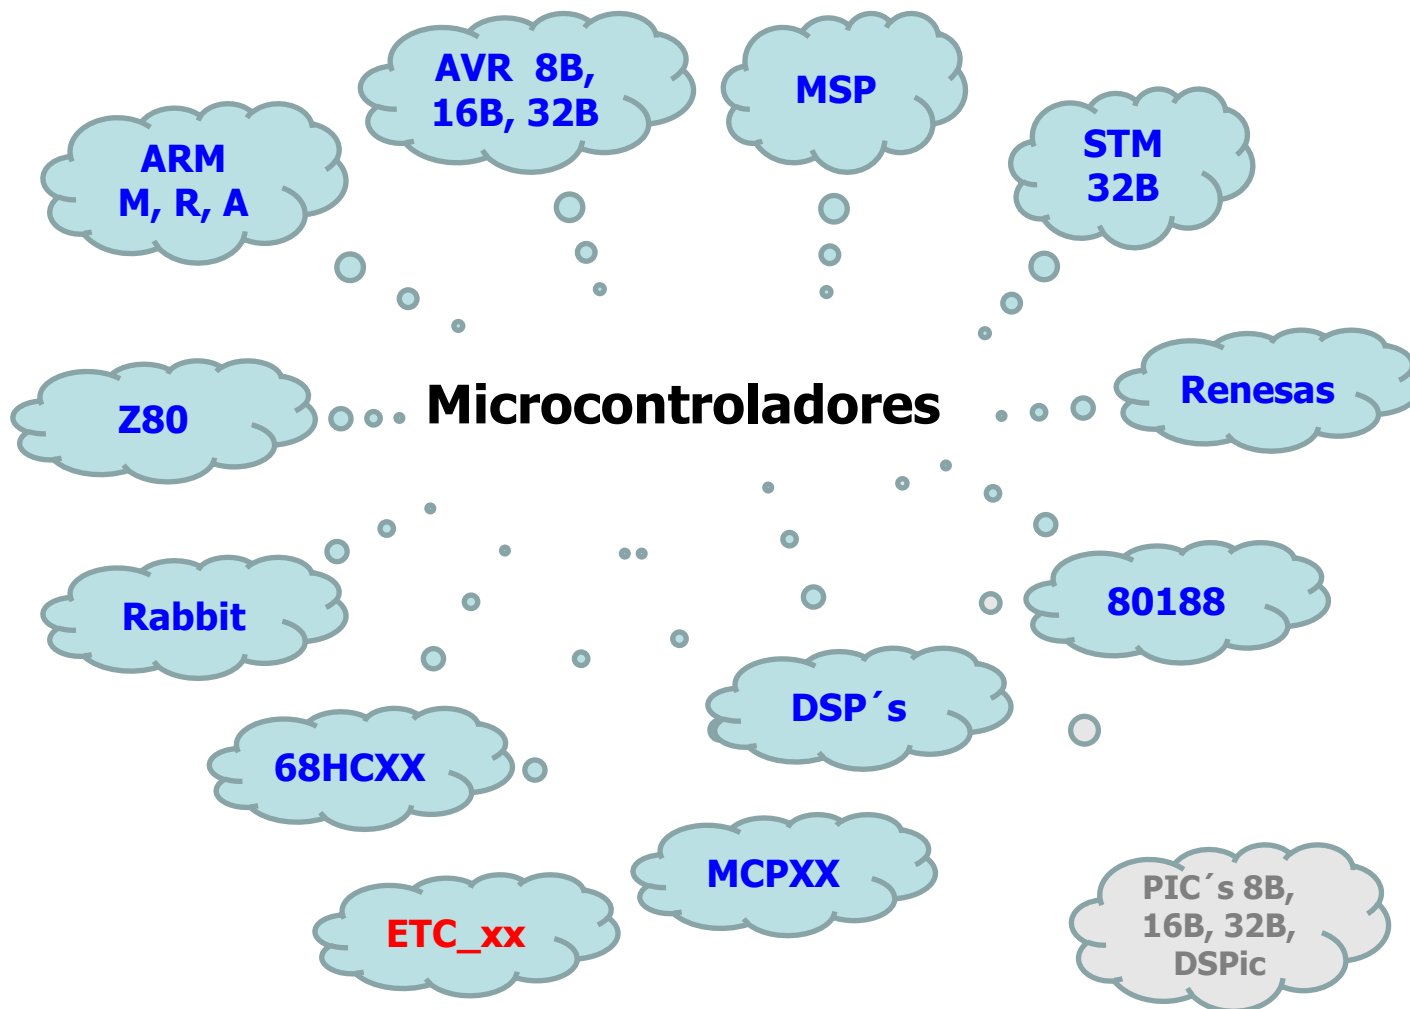 AVR 8B,
16B, 32B
MSP
STM
32B
ARM
M, R, A
Renesas
Z80
Microcontroladores
80188
Rabbit
DSP´s
68HCXX
MCPXX
PIC´s 8B,
16B, 32B,
DSPic
ETC_xx